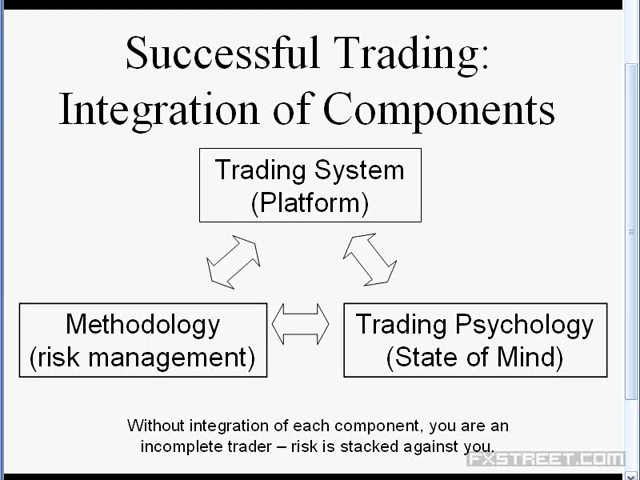 Successful Trading:
Integration of Components
Trading System
(Platform)
Methodology
(risk management)
Trading Psychology
(State of Mind)
Without integration of each component, you are an
incomplete trader – risk is stacked against you.
FXSTREET.COM